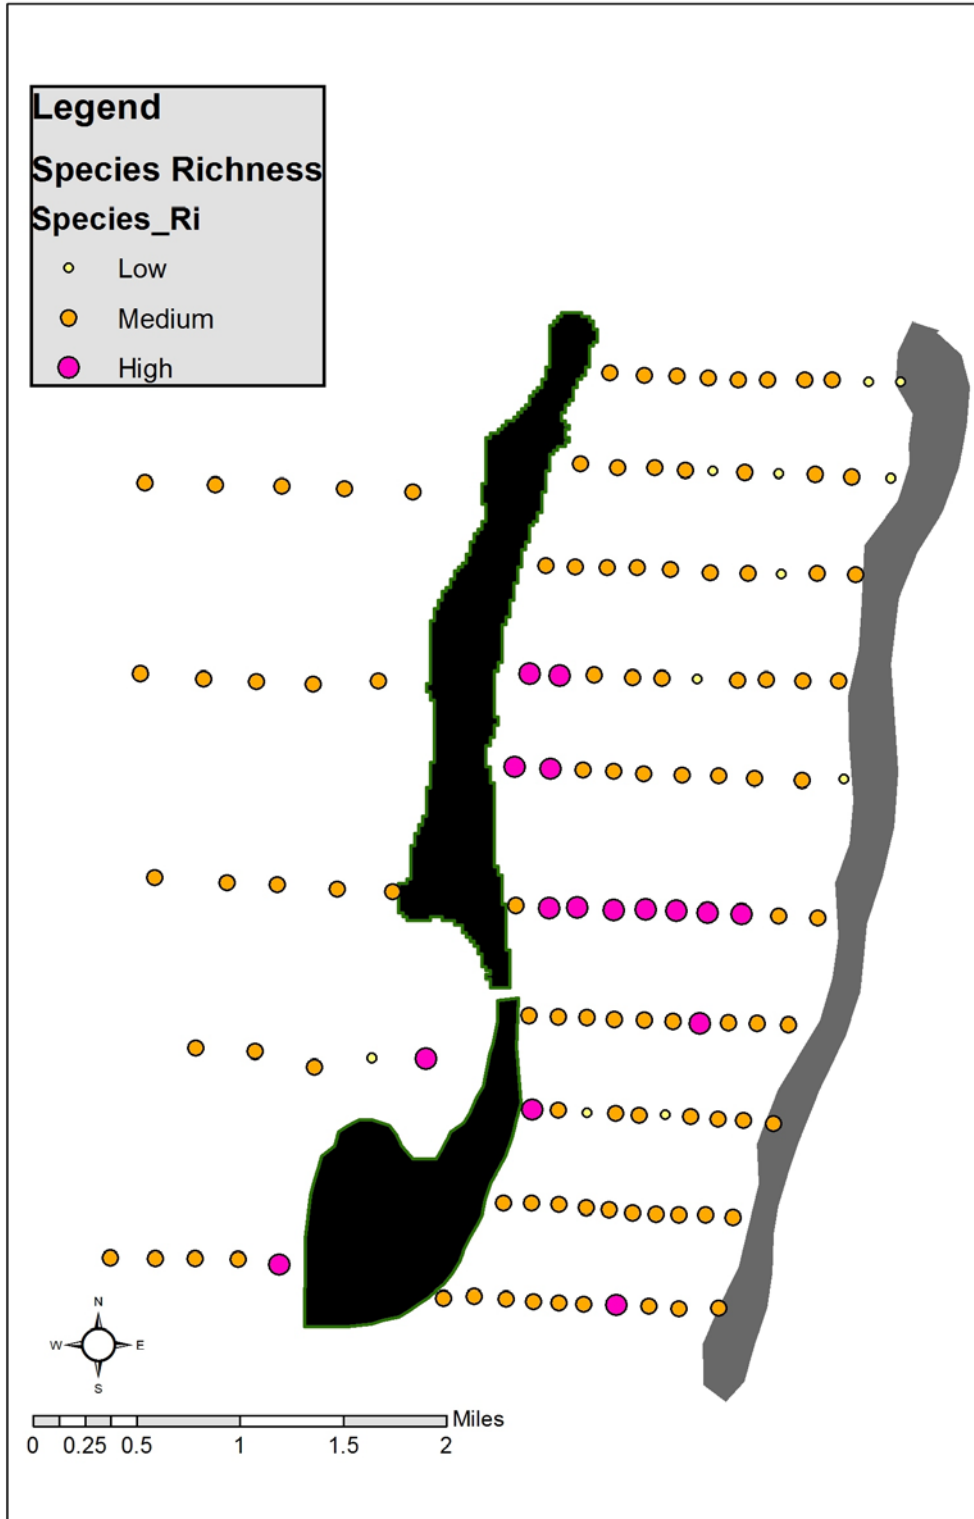 Legend
Species Richness
Species_Ri
Low
Medium
High
N
W E
S
Miles
0 0.25 0.5 1 1.5 2